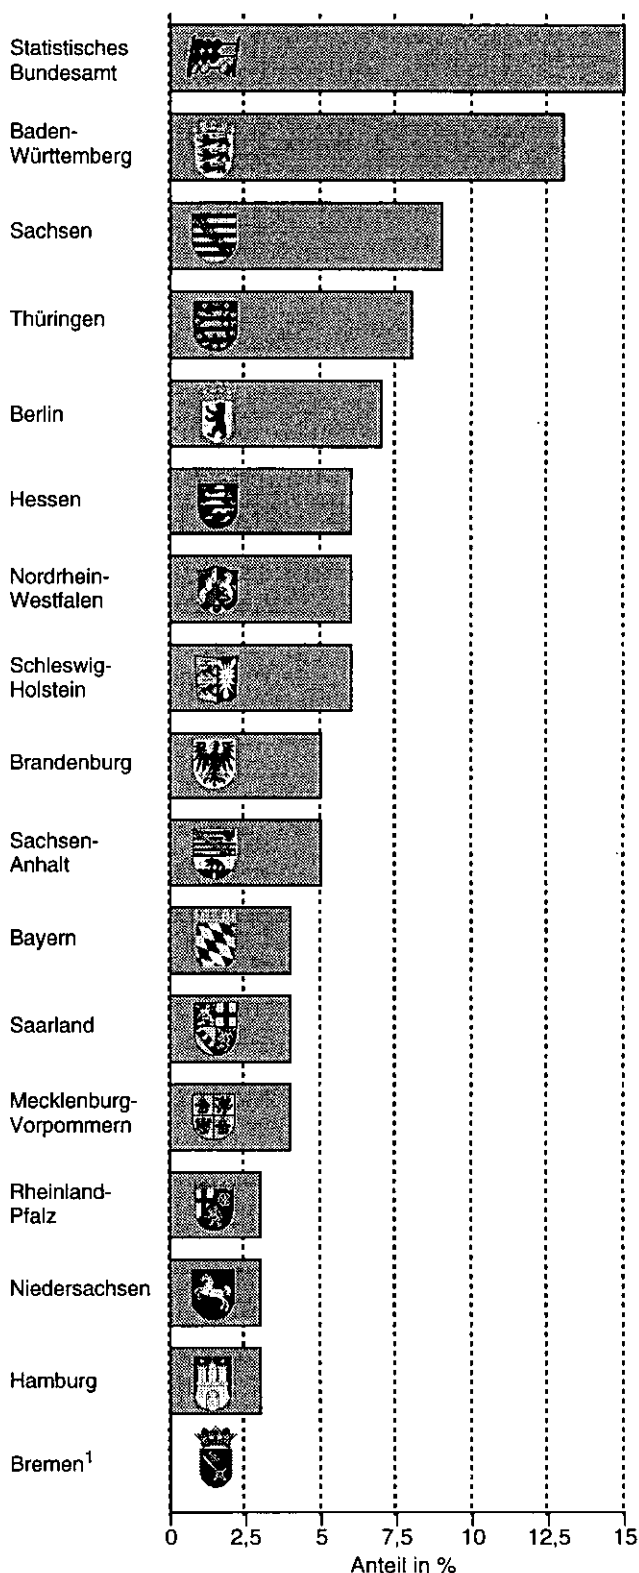 Statistisches
Bundesamt
Baden-
Württemberg
Sachsen
Thüringen
Berlin
Hessen
Nordrhein-
Westfalen
Schleswig-
Holstein
Brandenburg
Sachsen-
Anhalt
Bayern
Saarland
Mecklenburg-
Vorpommern
Rheinland-
Pfalz
Niedersachsen
Hamburg
Bremen¹
0 2,5 5 7,5 10 12,5 15
Anteil in %